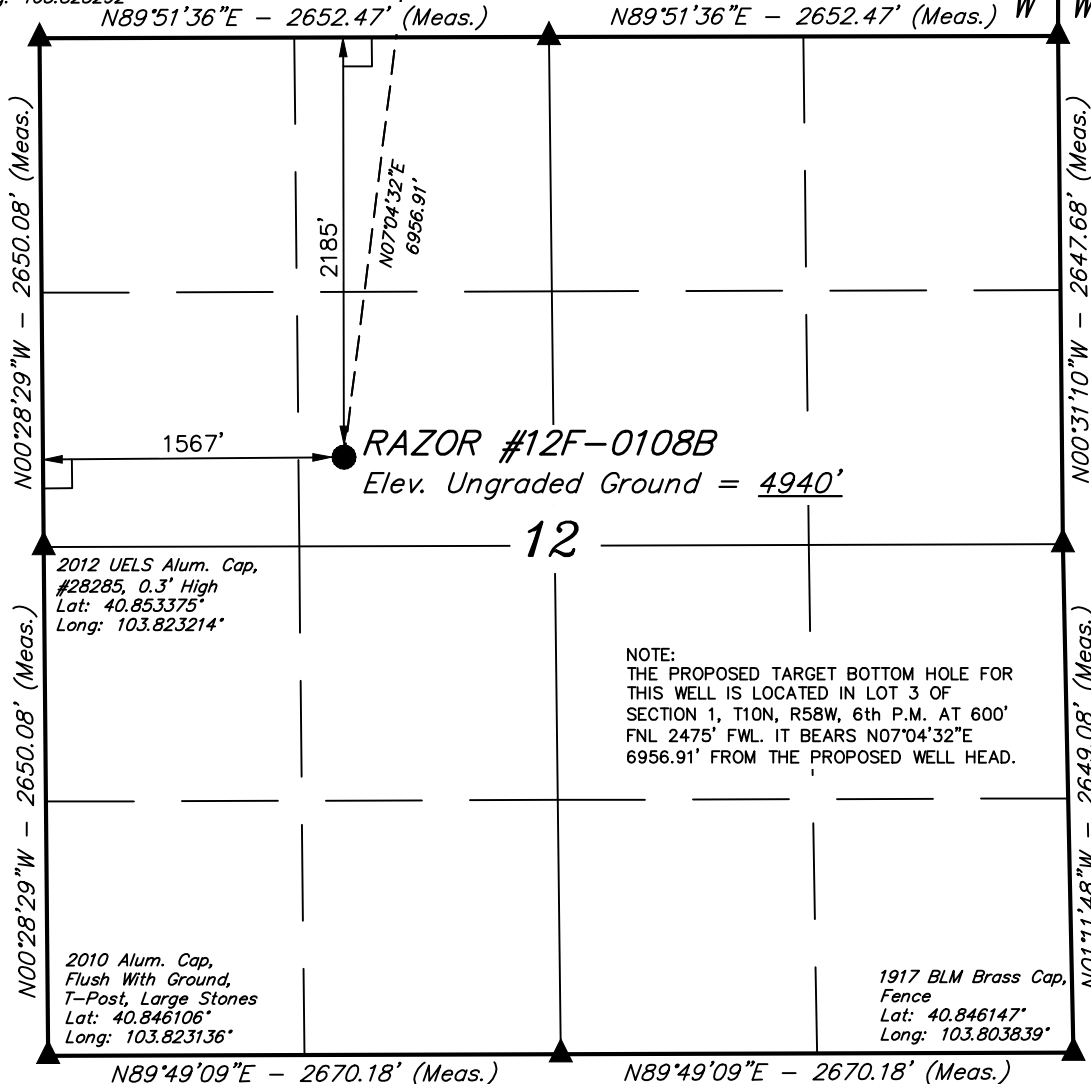 N89°51'36"E - 2652.47' (Meas.)
N89°51'36"E - 2652.47' (Meas.)
N00°28'29"W - 2650.08' (Meas.)
2185'
N07°04'32"E
6956.91'
N00°31'10"W - 2647.68' (Meas.)
1567'
RAZOR #12F-0108B
Elev. Ungraded Ground = 4940'
12
2012 UELS Alum. Cap,
#28285, 0.3' High
Lat: 40.853375°
Long: 103.823214°
N00°28'29"W - 2650.08' (Meas.)
NOTE:
THE PROPOSED TARGET BOTTOM HOLE FOR
THIS WELL IS LOCATED IN LOT 3 OF
SECTION 1, T10N, R58W, 6th P.M. AT 600'
FNL 2475' FWL. IT BEARS N07°04'32"E
6956.91' FROM THE PROPOSED WELL HEAD.
N01°11'48"W - 2649.08' (Meas.)
2010 Alum. Cap,
Flush With Ground,
T-Post, Large Stones
Lat: 40.846106°
Long: 103.823136°
1917 BLM Brass Cap,
Fence
Lat: 40.846147°
Long: 103.803839°
N89°49'09"E - 2670.18' (Meas.)
N89°49'09"E - 2670.18' (Meas.)